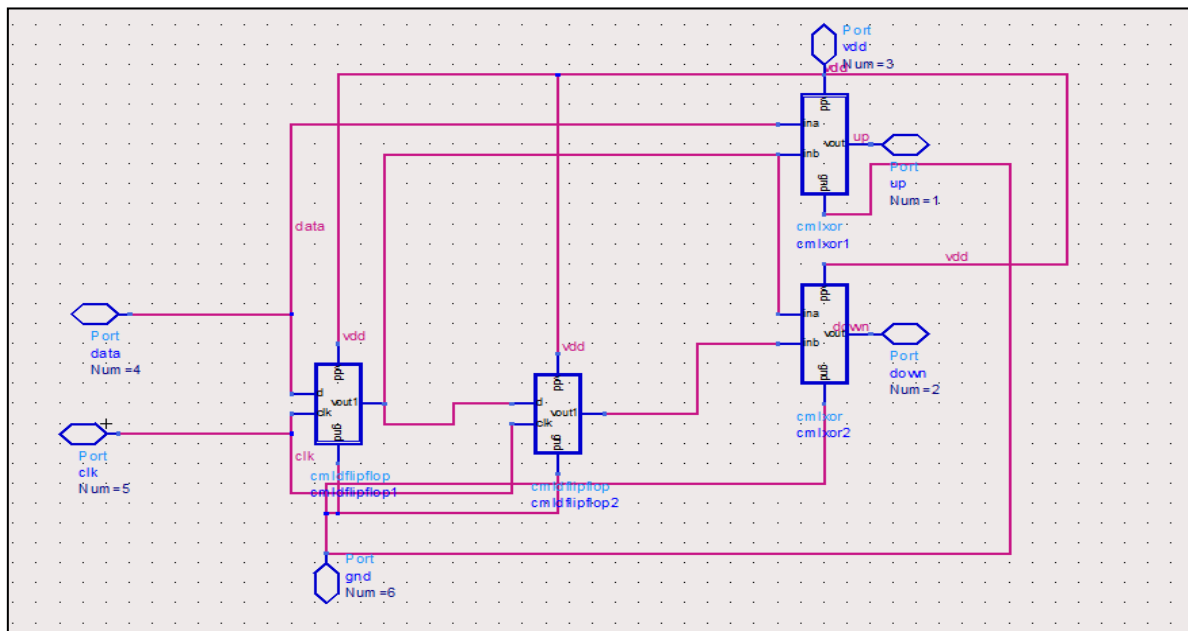 Port
vdd
Num=3
vdd
vdd
ina
up
inb
vout
gnd
Port
up
Num=1
cmlxor
cmlxor1
data
vdd
vdd
ina
down
inb
vout
gnd
Port
down
Num=2
cmlxor
cmlxor2
Port
data
Num=4
vdd
vdd
d
clk
vout1
gnd
vdd
vdd
d
clk
vout1
gnd
Port
clk
Num=5
clk
cmldflipflop
cmldflipflop1
cmldflipflop
cmldflipflop2
Port
gnd
Num=6